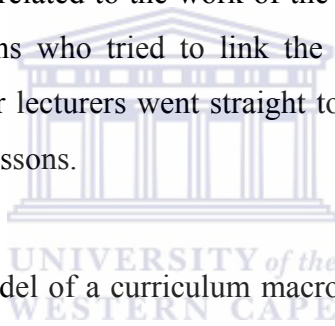 related to the work of the
ns who tried to link the
r lecturers went straight to
ssons.
UNIVERSITY of the
del of a curriculum macro
WESTERN CAPE